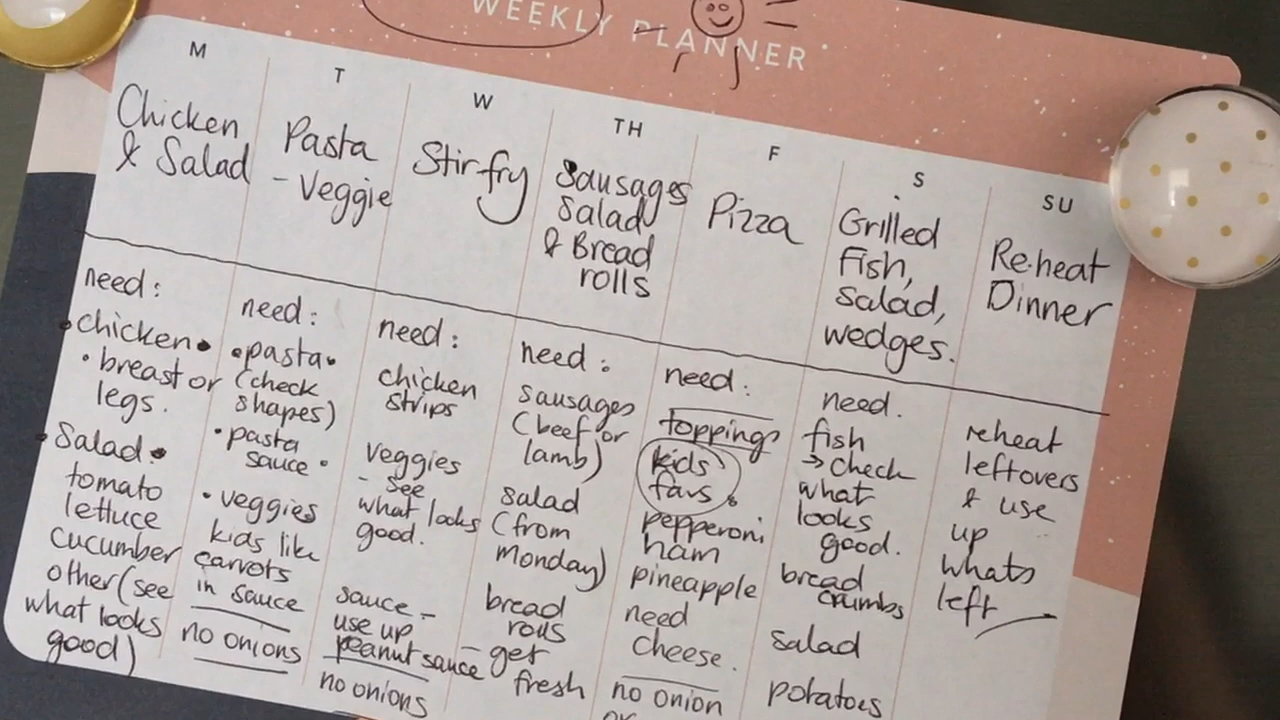 WEEKLY PLANNER
M
Chicken
& Salad
need:
• chicken •
• breast or
legs.
• Salad •
tomato
lettuce
cucumber
other (see
what looks
good)
T
Pasta
- Veggie
need:
• pasta •
(check
shapes)
• pasta
sauce •
• veggies
kids like
carrots
in sauce
no onions
W
Stir fry
need:
chicken
strips
veggies
- see
what looks
good.
sauce -
use up
peanut sauce
no onions
TH
Sausages
Salad
& Bread
rolls
need:
sausages
(beef or
lamb)
salad
(from
Monday)
bread
rolls
- get
fresh
F
Pizza
need:
toppings
kids
favs.
pepperoni
ham
pineapple
need
cheese.
no onion
or
S
Grilled
Fish,
Salad,
wedges.
need.
fish
→ check
what
looks
good.
bread
crumbs
salad
potatoes
SU
Re-heat
Dinner
reheat
leftovers
& use
up
whats
left